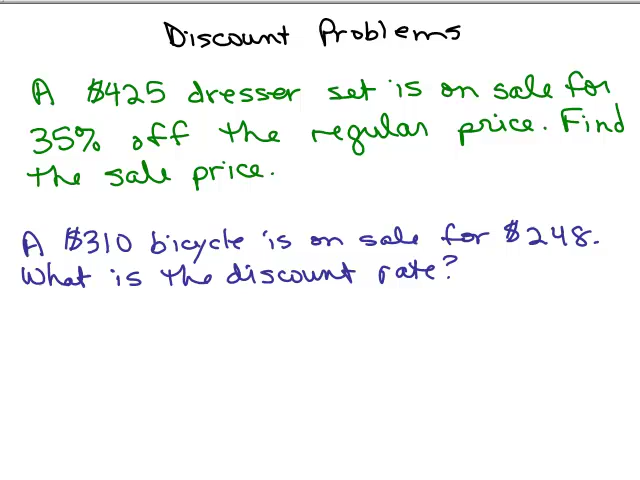 Discount Problems
A $425 dresser set is on sale for
35% off the regular price. Find
the sale price.
A $310 bicycle is on sale for $248.
What is the discount rate?